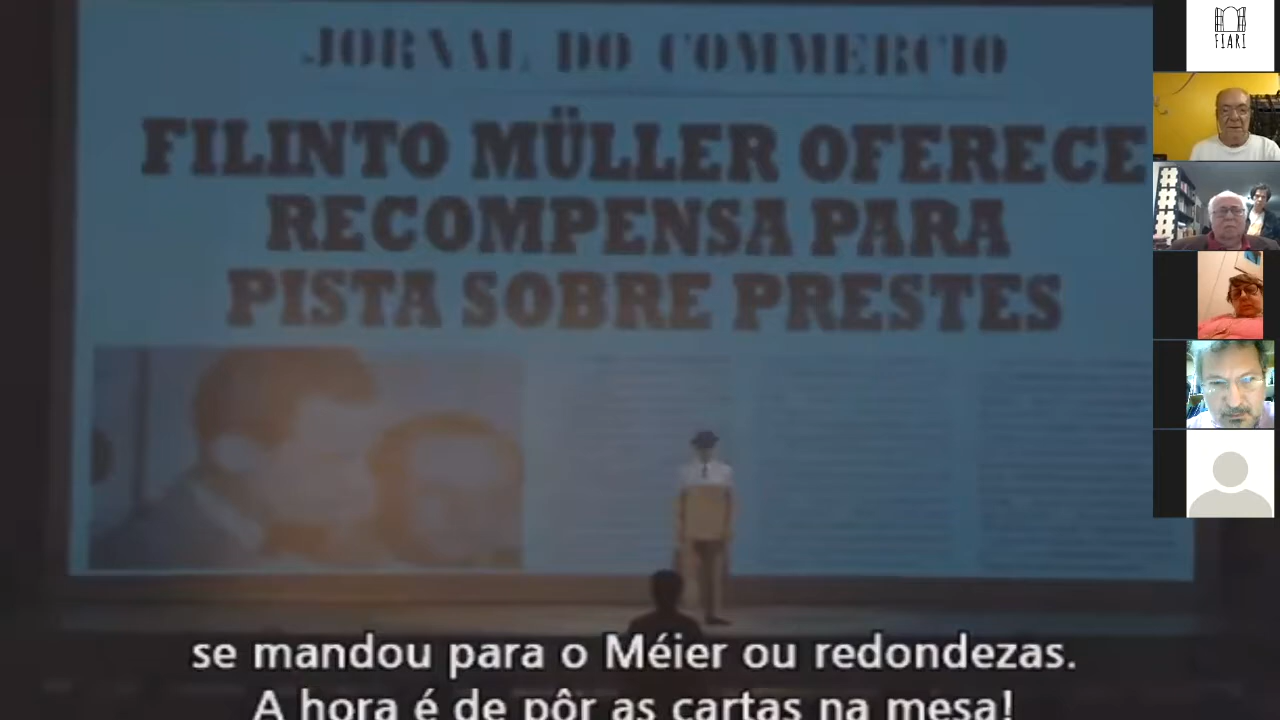 JORNAL DO COMMERCIO
FILINTO MÜLLER OFERECE
RECOMPENSA PARA
PISTA SOBRE PRESTES
se mandou para o Méier ou redondezas.
A hora é de pôr as cartas na mesa!
FIARI